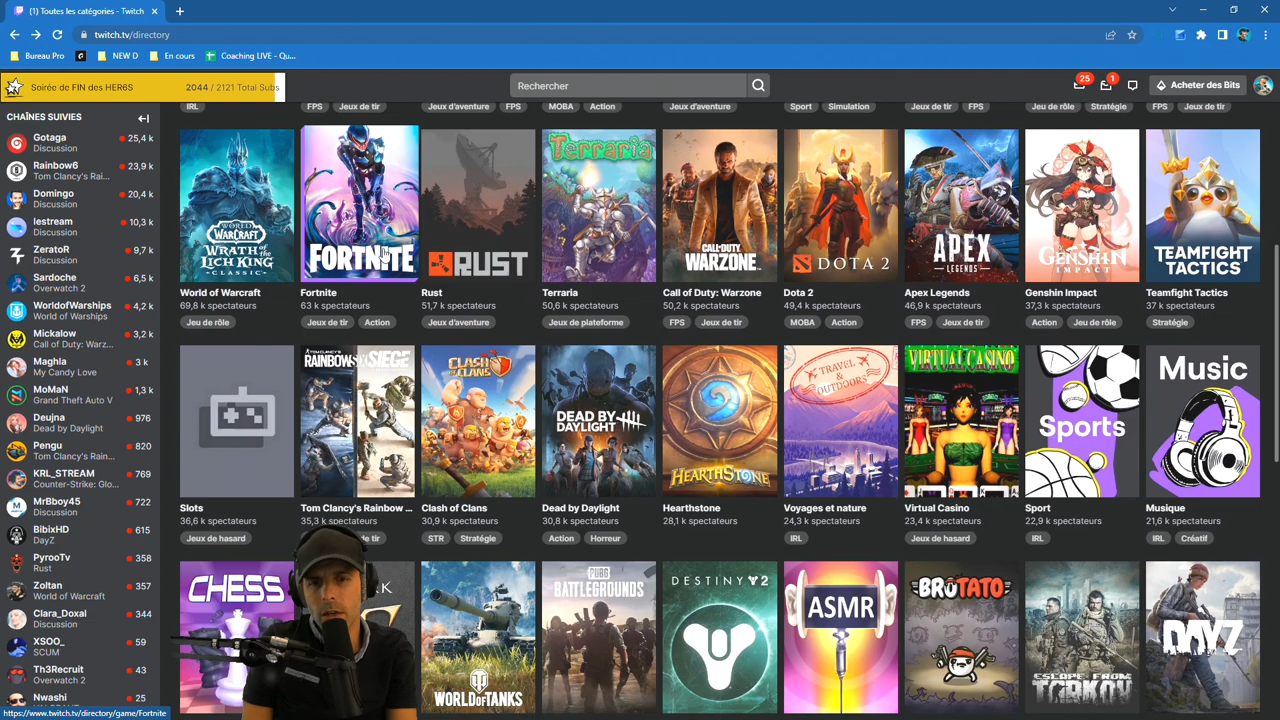 (1) Toutes les catégories - Twitch
twitch.tv/directory
Bureau Pro
NEW D
En cours
Coaching LIVE - Qu...
Soirée de FIN des HER6S
2044 / 2121 Total Subs
Rechercher
25
1
Acheter des Bits
CHAÎNES SUIVIES
Gotaga
Discussion
25,4 k
Rainbow6
Tom Clancy's Rai...
23,9 k
Domingo
Discussion
20,4 k
lestream
Discussion
10,3 k
ZeratoR
Discussion
9,7 k
Sardoche
Overwatch 2
6,5 k
WorldofWarships
World of Warships
4,2 k
Mickalow
Call of Duty: Warz...
3,2 k
Maghla
My Candy Love
3 k
MoMaN
Grand Theft Auto V
1,3 k
Deujna
Dead by Daylight
976
Pengu
Tom Clancy's Rain...
820
KRL_STREAM
Counter-Strike: Glo...
769
MrBboy45
Discussion
722
BibixHD
DayZ
615
PyrooTv
Rust
358
Zoltan
World of Warcraft
357
Clara_Doxal
Discussion
344
XSOO_
SCUM
59
Th3Recruit
Overwatch 2
43
Nwashi
25
https://www.twitch.tv/directory/game/Fortnite
IRL
FPS Jeux de tir
Jeux d'aventure FPS
MOBA Action
Jeux d'aventure
Sport Simulation
Jeux de tir FPS
Jeu de rôle Stratégie
FPS Jeux de tir
WORLD WARCRAFT
WRATH OF THE LICH KING
CLASSIC
FORTNITE
RUST
Terraria
CALL OF DUTY
WARZONE
DOTA 2
APEX
LEGENDS
GENSHIN
IMPACT
TEAMFIGHT
TACTICS
World of Warcraft
69,8 k spectateurs
Jeu de rôle
Fortnite
63 k spectateurs
Jeux de tir Action
Rust
51,7 k spectateurs
Jeux d'aventure
Terraria
50,6 k spectateurs
Jeux de plateforme
Call of Duty: Warzone
50,2 k spectateurs
FPS Jeux de tir
Dota 2
49,4 k spectateurs
MOBA Action
Apex Legends
46,9 k spectateurs
FPS Jeux de tir
Genshin Impact
37,6 k spectateurs
Action Jeu de rôle
Teamfight Tactics
37 k spectateurs
Stratégie
TOM CLANCY'S
RAINBOW SIEGE
CLASH OF CLANS
DEAD BY
DAYLIGHT
HEARTHSTONE
TRAVEL &
OUTDOORS
VIRTUAL CASINO
Sports
Music
Slots
36,6 k spectateurs
Jeux de hasard
Tom Clancy's Rainbow ...
35,3 k spectateurs
de tir
Clash of Clans
30,9 k spectateurs
STR Stratégie
Dead by Daylight
30,8 k spectateurs
Action Horreur
Hearthstone
28,1 k spectateurs
Voyages et nature
24,3 k spectateurs
IRL
Virtual Casino
23,4 k spectateurs
Jeux de hasard
Sport
22,9 k spectateurs
IRL
Musique
21,6 k spectateurs
IRL Créatif
CHESS
WORLD OF TANKS
PUBG
BATTLEGROUNDS
DESTINY 2
ASMR
BROTATO
ESCAPE FROM
TARKOV
DAYZ